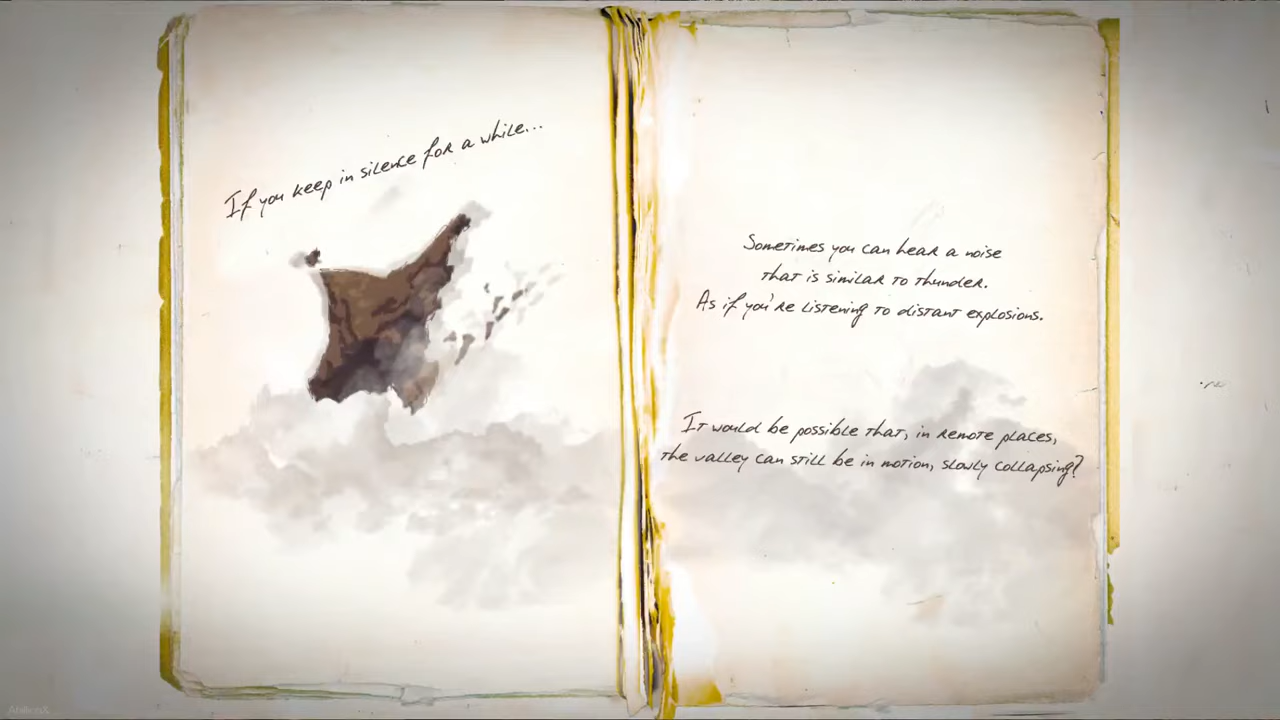 If you keep in silence for a while...
Sometimes you can hear a noise
that is similar to thunder.
As if you're listening to distant explosions.
It would be possible that, in remote places,
the valley can still be in motion, slowly collapsing?